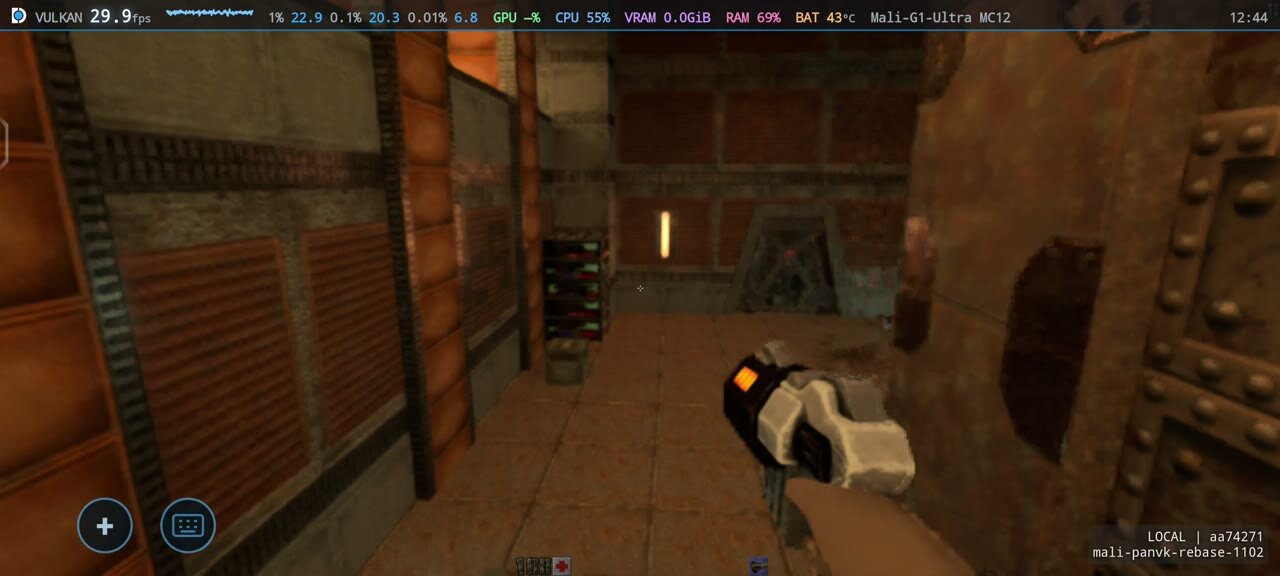 VULKAN 29.9fps 1% 22.9 0.1% 20.3 0.01% 6.8 GPU —% CPU 55% VRAM 0.0GiB RAM 69% BAT 43°C Mali-G1-Ultra MC12 12:44
100
LOCAL | aa74271
mali-panvk-rebase-1102